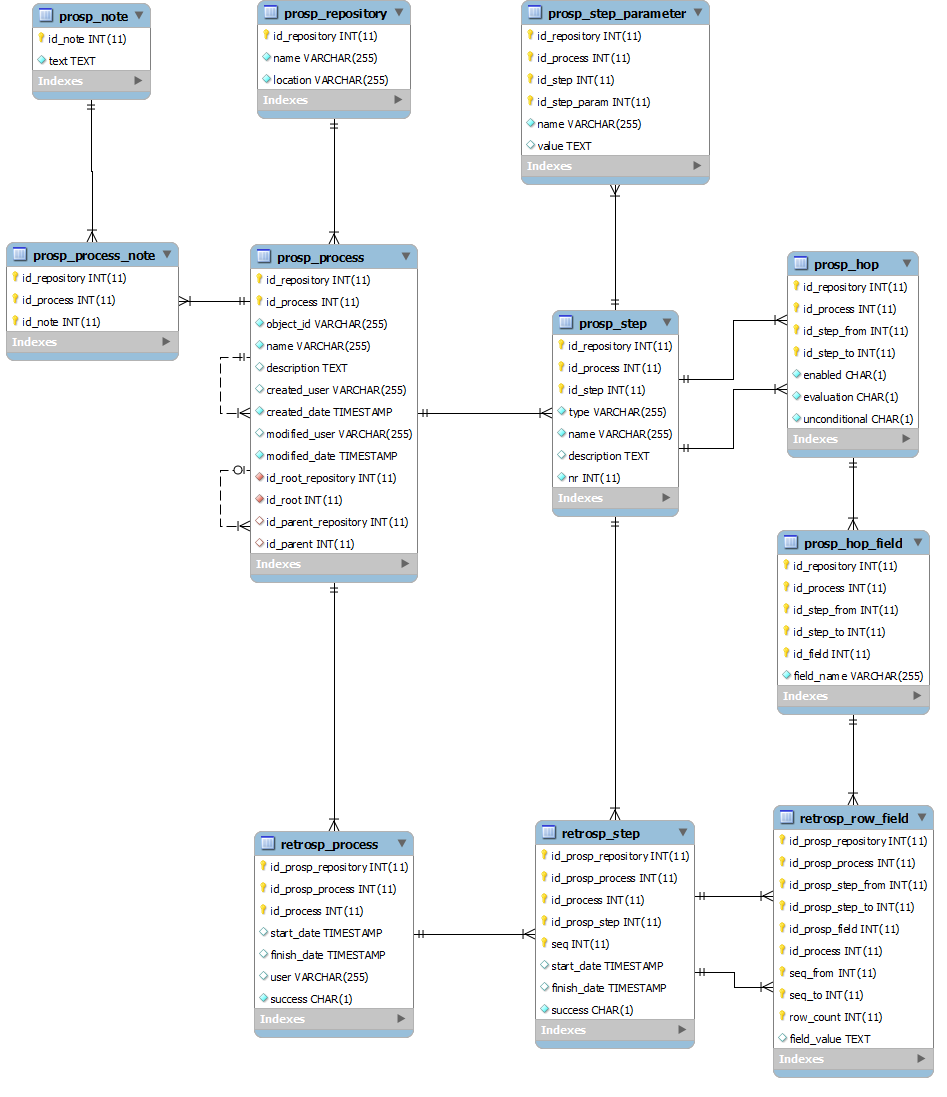 prosp_note
id_note INT(11)
text TEXT
Indexes
prosp_repository
id_repository INT(11)
name VARCHAR(255)
location VARCHAR(255)
Indexes
prosp_step_parameter
id_repository INT(11)
id_process INT(11)
id_step INT(11)
id_step_param INT(11)
name VARCHAR(255)
value TEXT
Indexes
prosp_process_note
id_repository INT(11)
id_process INT(11)
id_note INT(11)
Indexes
prosp_process
id_repository INT(11)
id_process INT(11)
object_id VARCHAR(255)
name VARCHAR(255)
description TEXT
created_user VARCHAR(255)
created_date TIMESTAMP
modified_user VARCHAR(255)
modified_date TIMESTAMP
id_root_repository INT(11)
id_root INT(11)
id_parent_repository INT(11)
id_parent INT(11)
Indexes
prosp_step
id_repository INT(11)
id_process INT(11)
id_step INT(11)
type VARCHAR(255)
name VARCHAR(255)
description TEXT
nr INT(11)
Indexes
prosp_hop
id_repository INT(11)
id_process INT(11)
id_step_from INT(11)
id_step_to INT(11)
enabled CHAR(1)
evaluation CHAR(1)
unconditional CHAR(1)
Indexes
prosp_hop_field
id_repository INT(11)
id_process INT(11)
id_step_from INT(11)
id_step_to INT(11)
id_field INT(11)
field_name VARCHAR(255)
Indexes
retrosp_process
id_prosp_repository INT(11)
id_prosp_process INT(11)
id_process INT(11)
start_date TIMESTAMP
finish_date TIMESTAMP
user VARCHAR(255)
success CHAR(1)
Indexes
retrosp_step
id_prosp_repository INT(11)
id_prosp_process INT(11)
id_process INT(11)
id_prosp_step INT(11)
seq INT(11)
start_date TIMESTAMP
finish_date TIMESTAMP
success CHAR(1)
Indexes
retrosp_row_field
id_prosp_repository INT(11)
id_prosp_process INT(11)
id_prosp_step_from INT(11)
id_prosp_step_to INT(11)
id_prosp_field INT(11)
id_process INT(11)
seq_from INT(11)
seq_to INT(11)
row_count INT(11)
field_value TEXT
Indexes